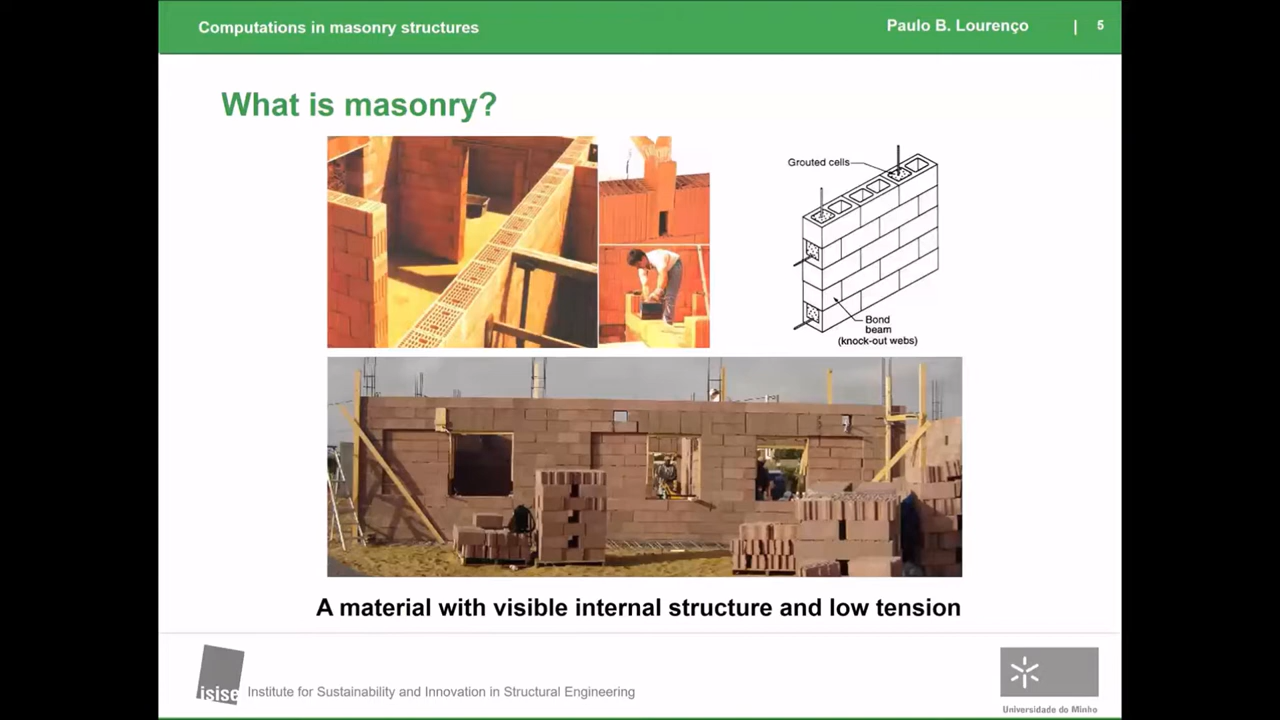 Computations in masonry structures
Paulo B. Lourenço | 5
What is masonry?
Grouted cells
Bond
beam
(knock-out webs)
A material with visible internal structure and low tension
isise
Institute for Sustainability and Innovation in Structural Engineering
Universidade do Minho